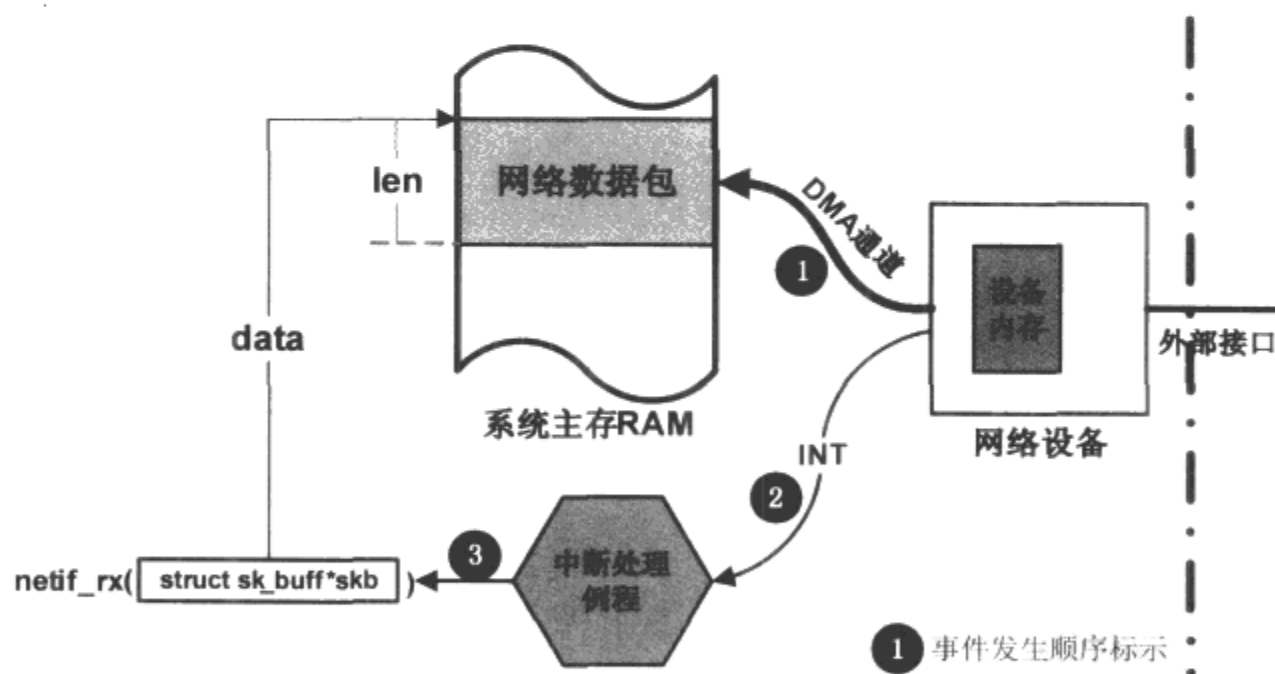 len
网络数据包
DMA通道
1
设备
内存
data
外部接口
系统主存RAM
网络设备
INT
2
3
中断处理
例程
netif_rx( struct sk_buff*skb )
1 事件发生顺序标示